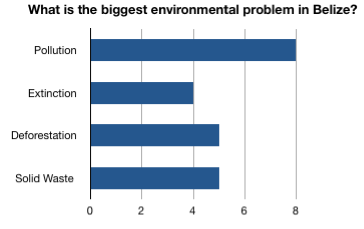 What is the biggest environmental problem in Belize?
Pollution
Extinction
Deforestation
Solid Waste
0 2 4 6 8